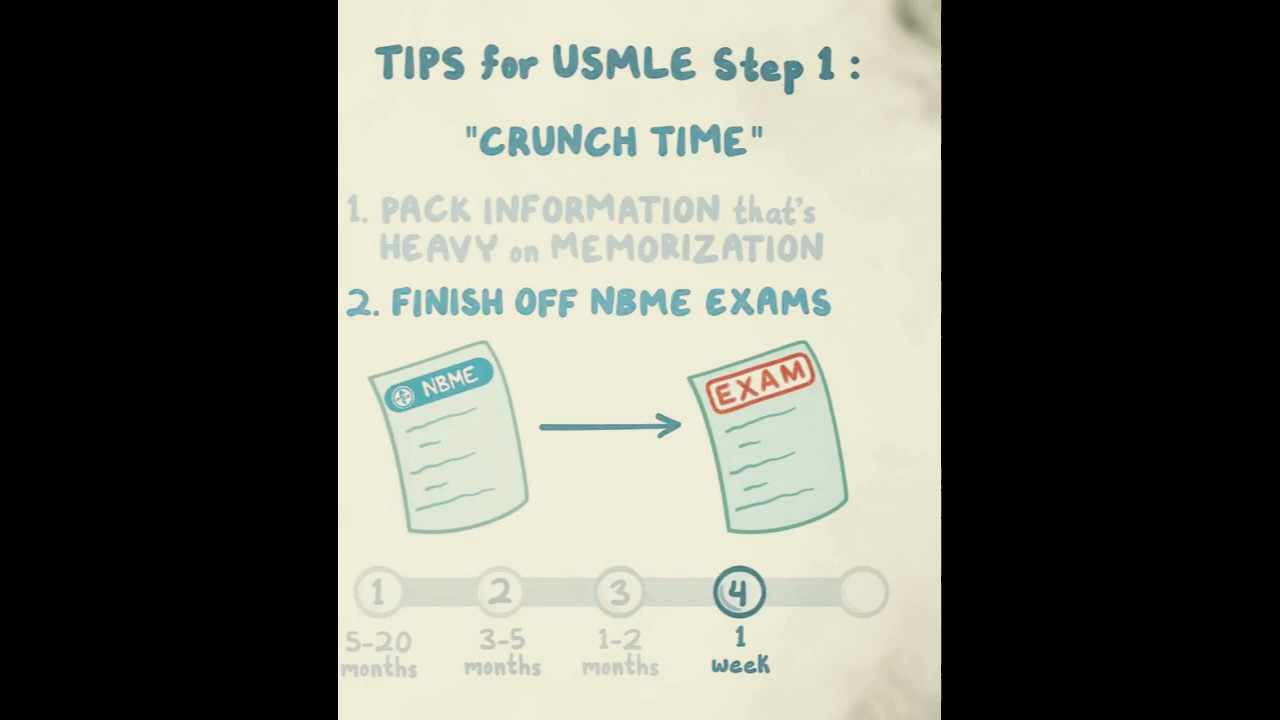 TIPS for USMLE Step 1 :
"CRUNCH TIME"
1. PACK INFORMATION that's
HEAVY on MEMORIZATION
2. FINISH OFF NBME EXAMS
NBME
EXAM
1 2 3 4
5-20 3-5 1-2 1
months months months week